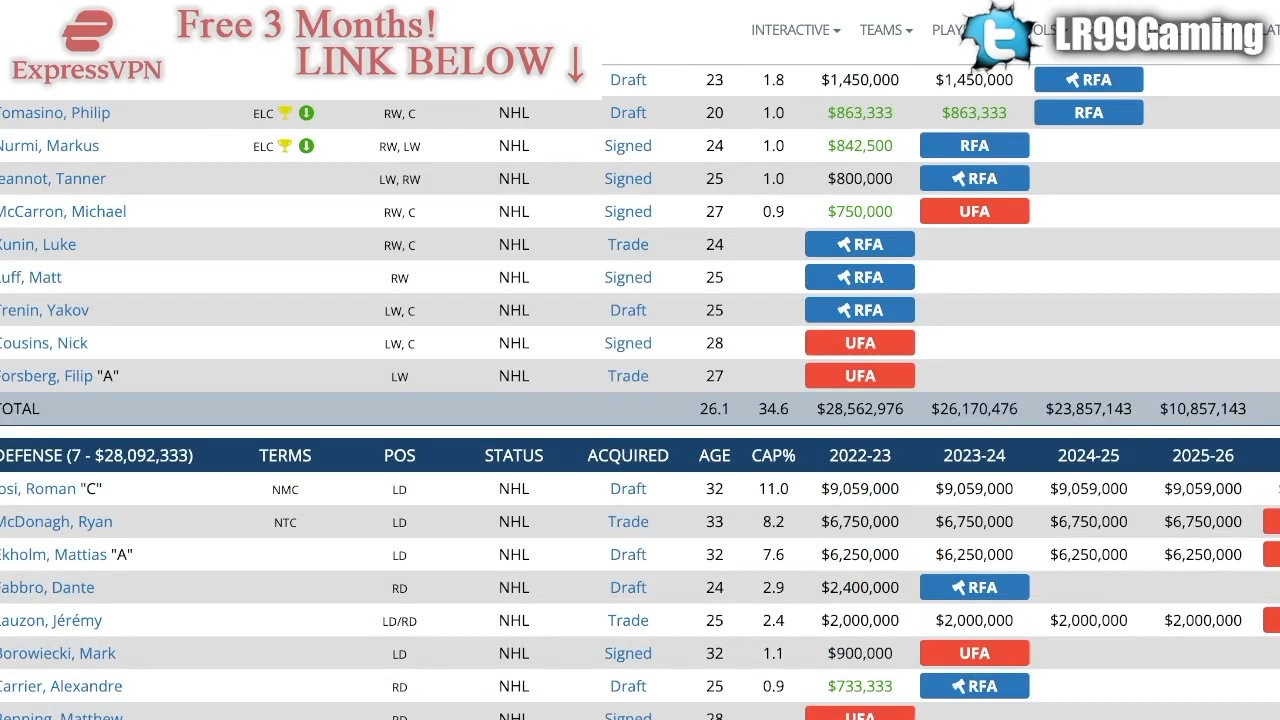 Free 3 Months!
LINK BELOW ↓
ExpressVPN
INTERACTIVE TEAMS
LR99Gaming
Draft 23 1.8 $1,450,000 $1,450,000 RFA
Tomasino, Philip ELC RW, C NHL Draft 20 1.0 $863,333 $863,333 RFA
Nurmi, Markus ELC RW, LW NHL Signed 24 1.0 $842,500 RFA
eannot, Tanner LW, RW NHL Signed 25 1.0 $800,000 RFA
McCarron, Michael RW, C NHL Signed 27 0.9 $750,000 UFA
Kunin, Luke RW, C NHL Trade 24 RFA
uff, Matt RW NHL Signed 25 RFA
Trenin, Yakov LW, C NHL Draft 25 RFA
Cousins, Nick LW, C NHL Signed 28 UFA
Forsberg, Filip "A" LW NHL Trade 27 UFA
TOTAL 26.1 34.6 $28,562,976 $26,170,476 $23,857,143 $10,857,143
DEFENSE (7 - $28,092,333) TERMS POS STATUS ACQUIRED AGE CAP% 2022-23 2023-24 2024-25 2025-26
osi, Roman "C" NMC LD NHL Draft 32 11.0 $9,059,000 $9,059,000 $9,059,000 $9,059,000
McDonagh, Ryan NTC LD NHL Trade 33 8.2 $6,750,000 $6,750,000 $6,750,000 $6,750,000
Ekholm, Mattias "A" LD NHL Draft 32 7.6 $6,250,000 $6,250,000 $6,250,000 $6,250,000
Fabbro, Dante RD NHL Draft 24 2.9 $2,400,000 RFA
Lauzon, Jérémy LD/RD NHL Trade 25 2.4 $2,000,000 $2,000,000 $2,000,000 $2,000,000
Borowiecki, Mark LD NHL Signed 32 1.1 $900,000 UFA
Carrier, Alexandre RD NHL Draft 25 0.9 $733,333 RFA
Benning, Matthew RD NHL Signed 28 UFA